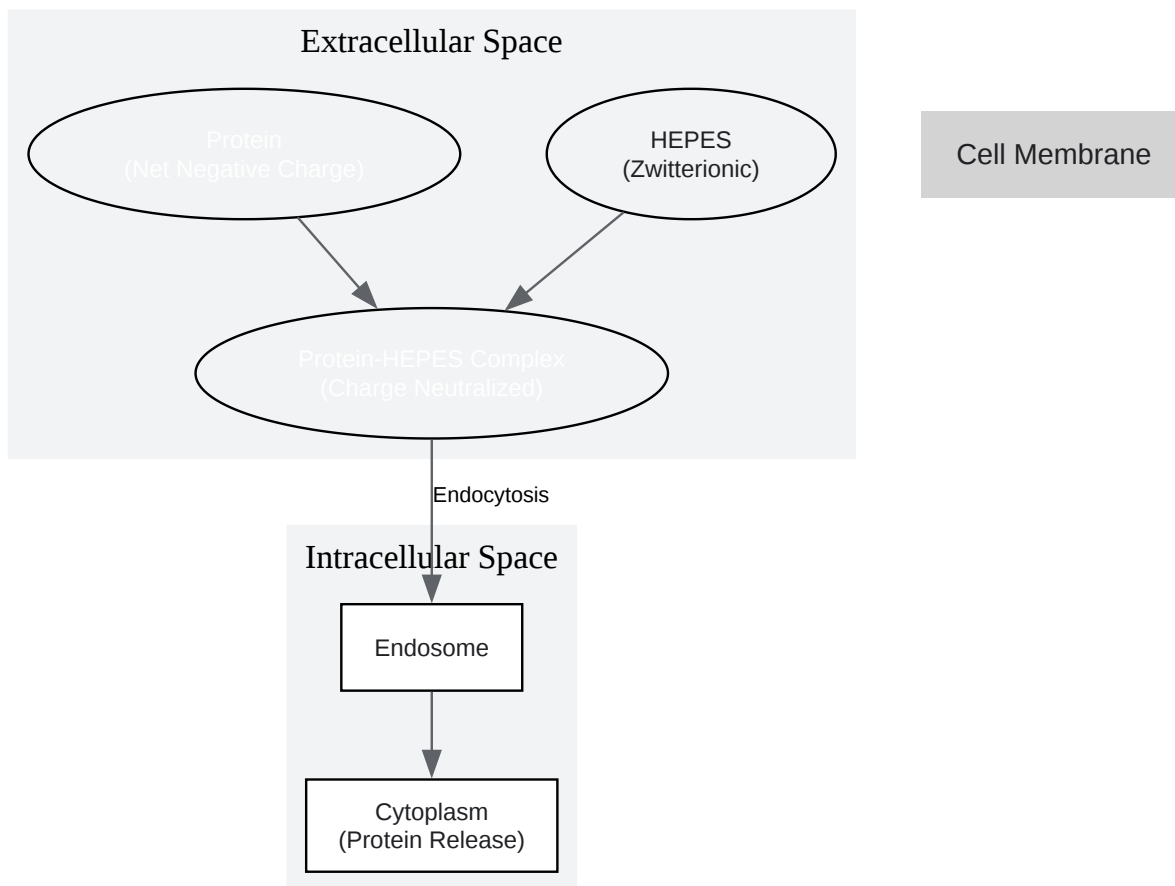 Extracellular Space
Protein
(Net Negative Charge)
HEPES
(Zwitterionic)
Cell Membrane
Protein-HEPES Complex
(Charge Neutralized)
Endocytosis
Intracellular Space
Endosome
Cytoplasm
(Protein Release)